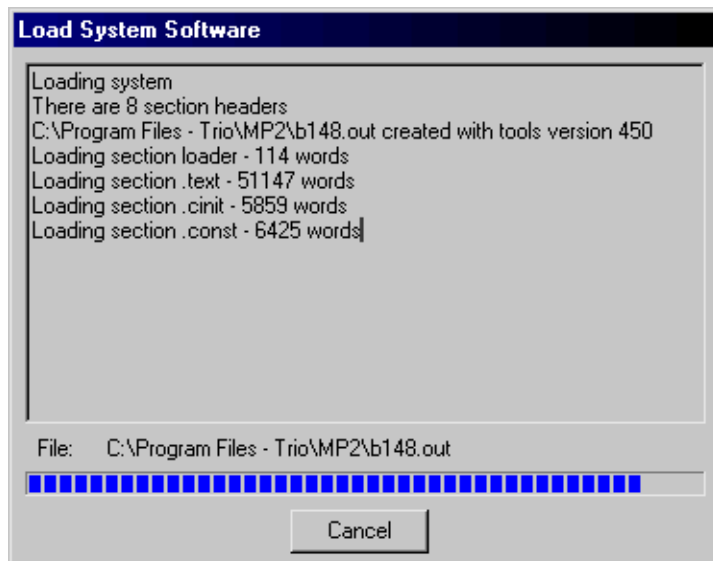 Load System Software
Loading system
There are 8 section headers
C:\Program Files - Trio\MP2\b148.out created with tools version 450
Loading section loader - 114 words
Loading section .text - 51147 words
Loading section .cinit - 5859 words
Loading section .const - 6425 words
File: C:\Program Files - Trio\MP2\b148.out
Cancel